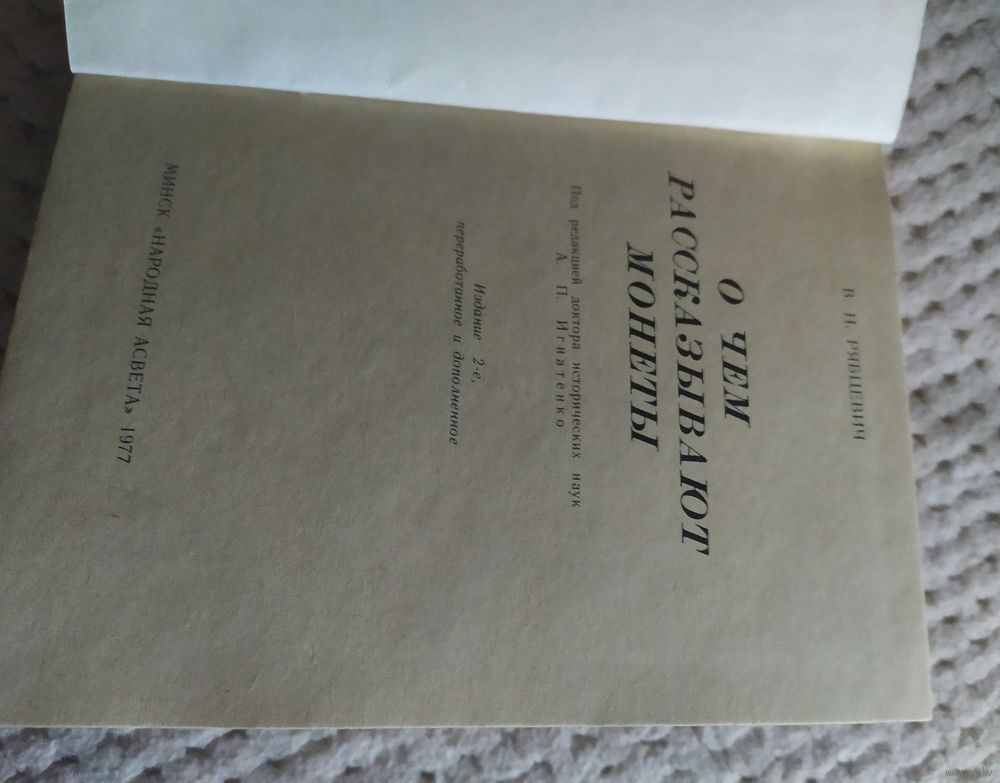 В. Н. РЯБЦЕВИЧ
О ЧЕМ
РАССКАЗЫВАЮТ
МОНЕТЫ
Под редакцией доктора исторических наук
А. П. Игнатенко
Издание 2-е,
переработанное и дополненное
МИНСК «НАРОДНАЯ АСВЕТА» 1977